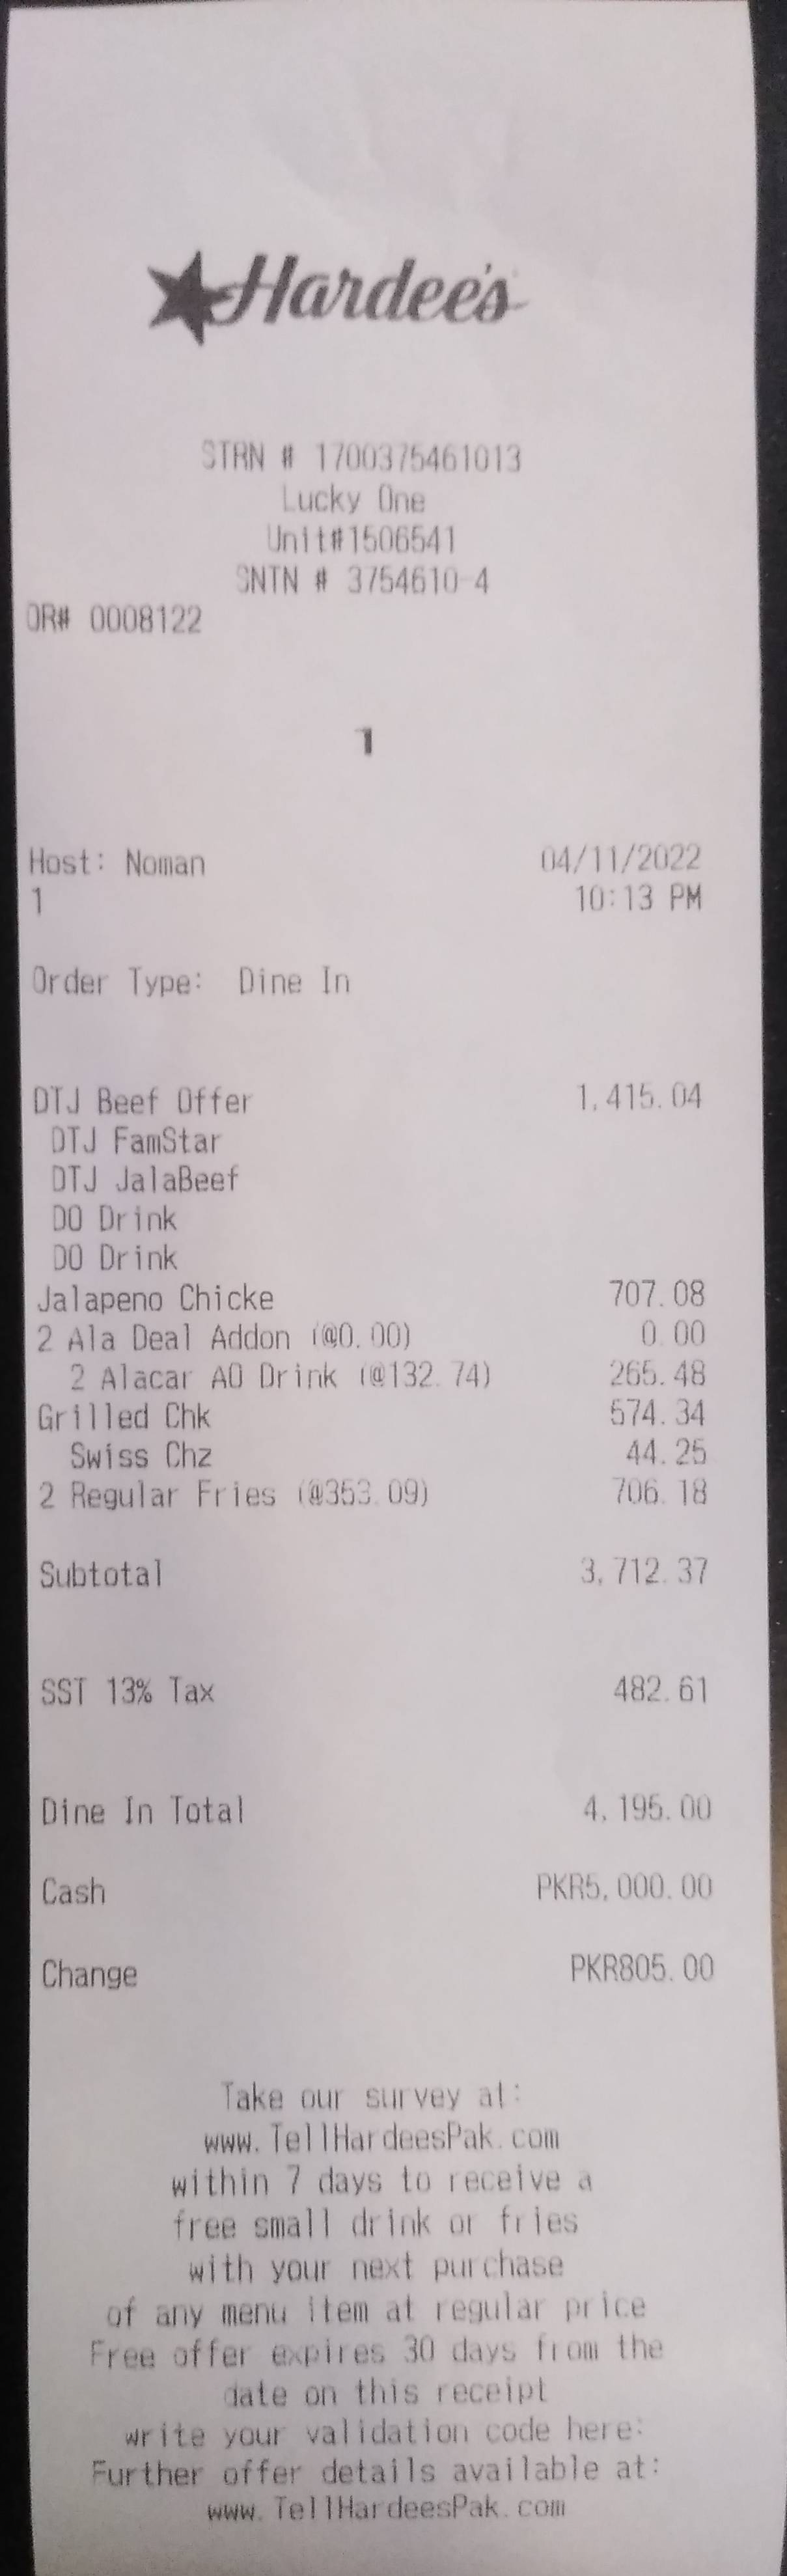 Hardee's
STRN # 1700375461013
Lucky One
Unit#1506541
SNTN # 3754610-4
OR# 0008122
1
Host: Noman 04/11/2022
1 10:13 PM
Order Type: Dine In
DTJ Beef Offer 1,415.04
DTJ FamStar
DTJ JalaBeef
DO Drink
DO Drink
Jalapeno Chicke 707.08
2 Ala Deal Addon (@0.00) 0.00
2 Alacar AO Drink (@132.74) 265.48
Grilled Chk 574.34
Swiss Chz 44.25
2 Regular Fries (@353.09) 706.18
Subtotal 3,712.37
SST 13% Tax 482.61
Dine In Total 4,195.00
Cash PKR5,000.00
Change PKR805.00
Take our survey at:
www.TellHardeesPak.com
within 7 days to receive a
free small drink or fries
with your next purchase
of any menu item at regular price
Free offer expires 30 days from the
date on this receipt
write your validation code here:
Further offer details available at:
www.TellHardeesPak.com